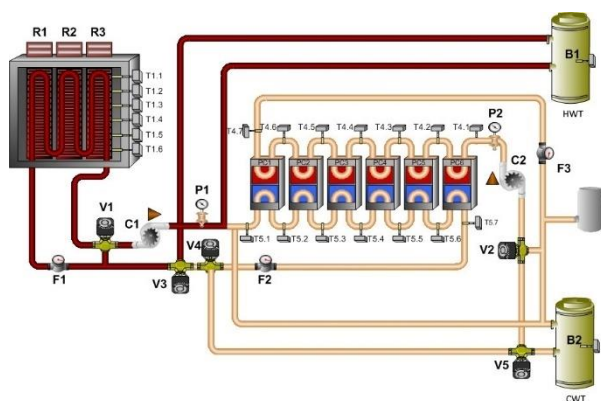 R1 R2 R3
T1.1
T1.2
T1.3
T1.4
T1.5
T1.6
B1
HWT
P2
T4.7 T4.6 T4.5 T4.4 T4.3 T4.2 T4.1
C2
F3
PC1 PC2 PC3 PC4 PC5 PC6
V1 C1 P1
T5.7
T5.1 T5.2 T5.3 T5.4 T5.5 T5.6
V4
V2
F1 V3 F2
B2
V5
CWT